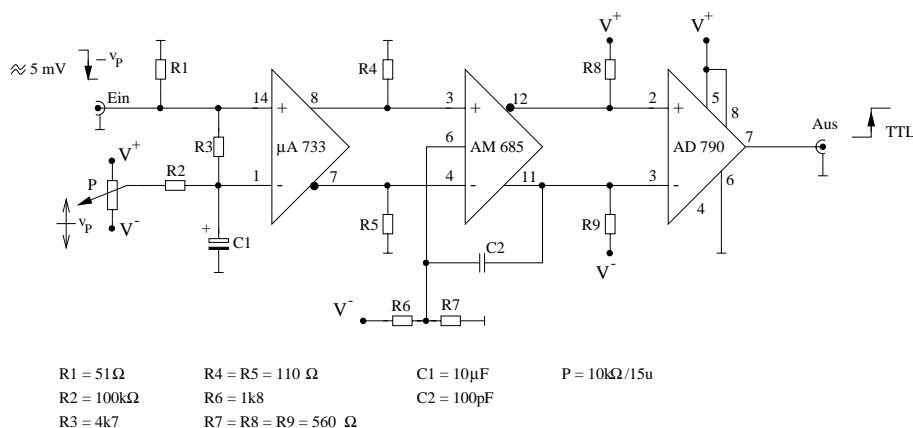 V⁺ V⁺
≈ 5 mV −vₚ R1 R4 R8
Ein 14 + 8 3 + 12 2 + 5 8
R3 µA 733 6 AM 685 AD 790 7 Aus TTL
V⁺ R2 1 - 7 4 - 11 3 - 6
P 4
vₚ V⁻ + C1 R5 R9
C2 V⁻
V⁻ R6 R7
R1 = 51Ω R4 = R5 = 110 Ω C1 = 10µF P = 10kΩ/15u
R2 = 100kΩ R6 = 1k8 C2 = 100pF
R3 = 4k7 R7 = R8 = R9 = 560 Ω